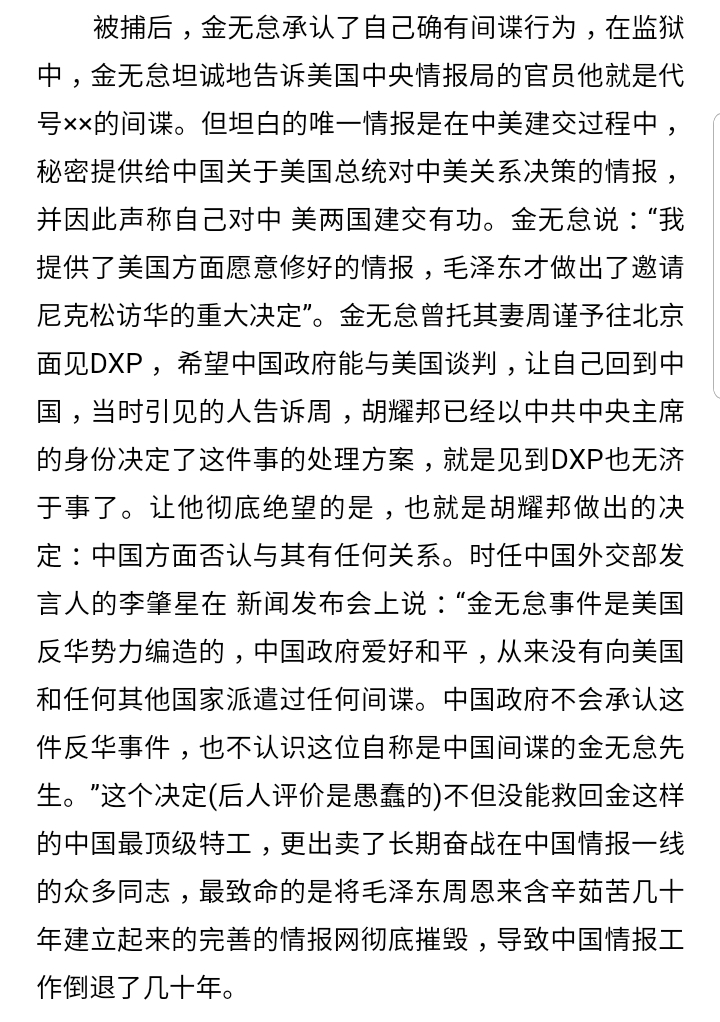 被捕后，金无怠承认了自己确有间谍行为，在监狱
中，金无怠坦诚地告诉美国中央情报局的官员他就是代
号××的间谍。但坦白的唯一情报是在中美建交过程中，
秘密提供给中国关于美国总统对中美关系决策的情报，
并因此声称自己对中 美两国建交有功。金无怠说：“我
提供了美国方面愿意修好的情报，毛泽东才做出了邀请
尼克松访华的重大决定”。金无怠曾托其妻周谨予往北京
面见DXP， 希望中国政府能与美国谈判，让自己回到中
国，当时引见的人告诉周，胡耀邦已经以中共中央主席
的身份决定了这件事的处理方案，就是见到DXP也无济
于事了。让他彻底绝望的是，也就是胡耀邦做出的决
定：中国方面否认与其有任何关系。时任中国外交部发
言人的李肇星在 新闻发布会上说：“金无怠事件是美国
反华势力编造的，中国政府爱好和平，从来没有向美国
和任何其他国家派遣过任何间谍。中国政府不会承认这
件反华事件，也不认识这位自称是中国间谍的金无怠先
生。”这个决定(后人评价是愚蠢的)不但没能救回金这样
的中国最顶级特工，更出卖了长期奋战在中国情报一线
的众多同志，最致命的是将毛泽东周恩来含辛茹苦几十
年建立起来的完善的情报网彻底摧毁，导致中国情报工
作倒退了几十年。